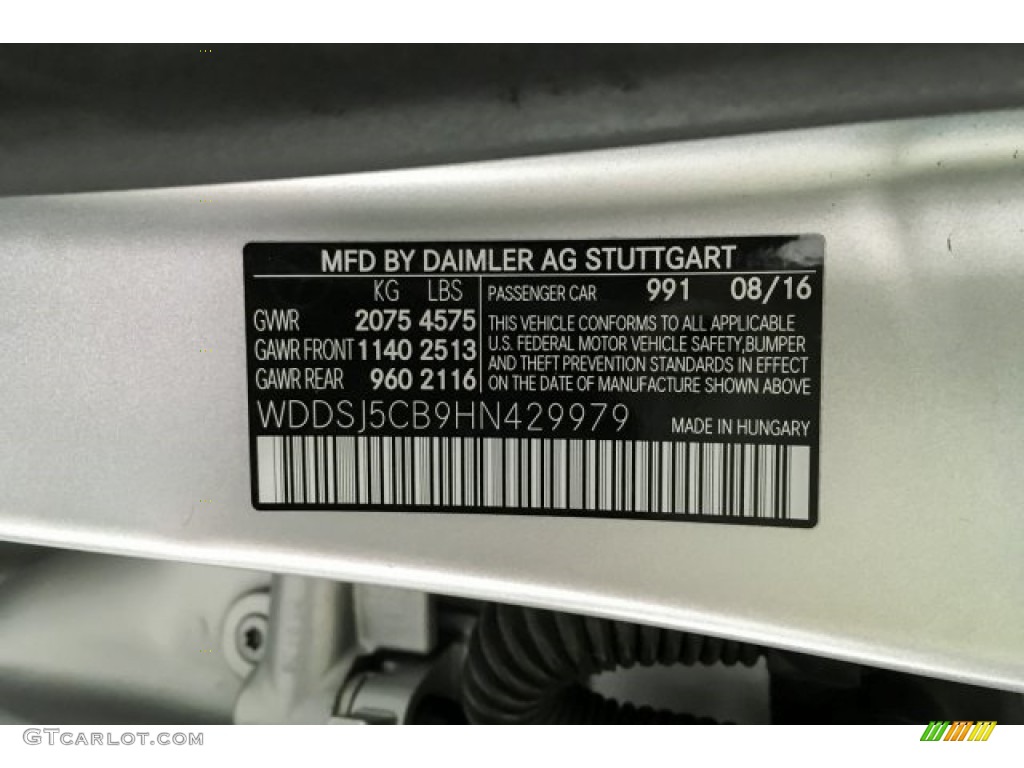 MFD BY DAIMLER AG STUTTGART
KG LBS
GVWR 2075 4575
GAWR FRONT 1140 2513
GAWR REAR 960 2116
PASSENGER CAR 991 08/16
THIS VEHICLE CONFORMS TO ALL APPLICABLE
U.S. FEDERAL MOTOR VEHICLE SAFETY,BUMPER
AND THEFT PREVENTION STANDARDS IN EFFECT
ON THE DATE OF MANUFACTURE SHOWN ABOVE
WDDSJ5CB9HN429979
MADE IN HUNGARY
GTCarLot.com